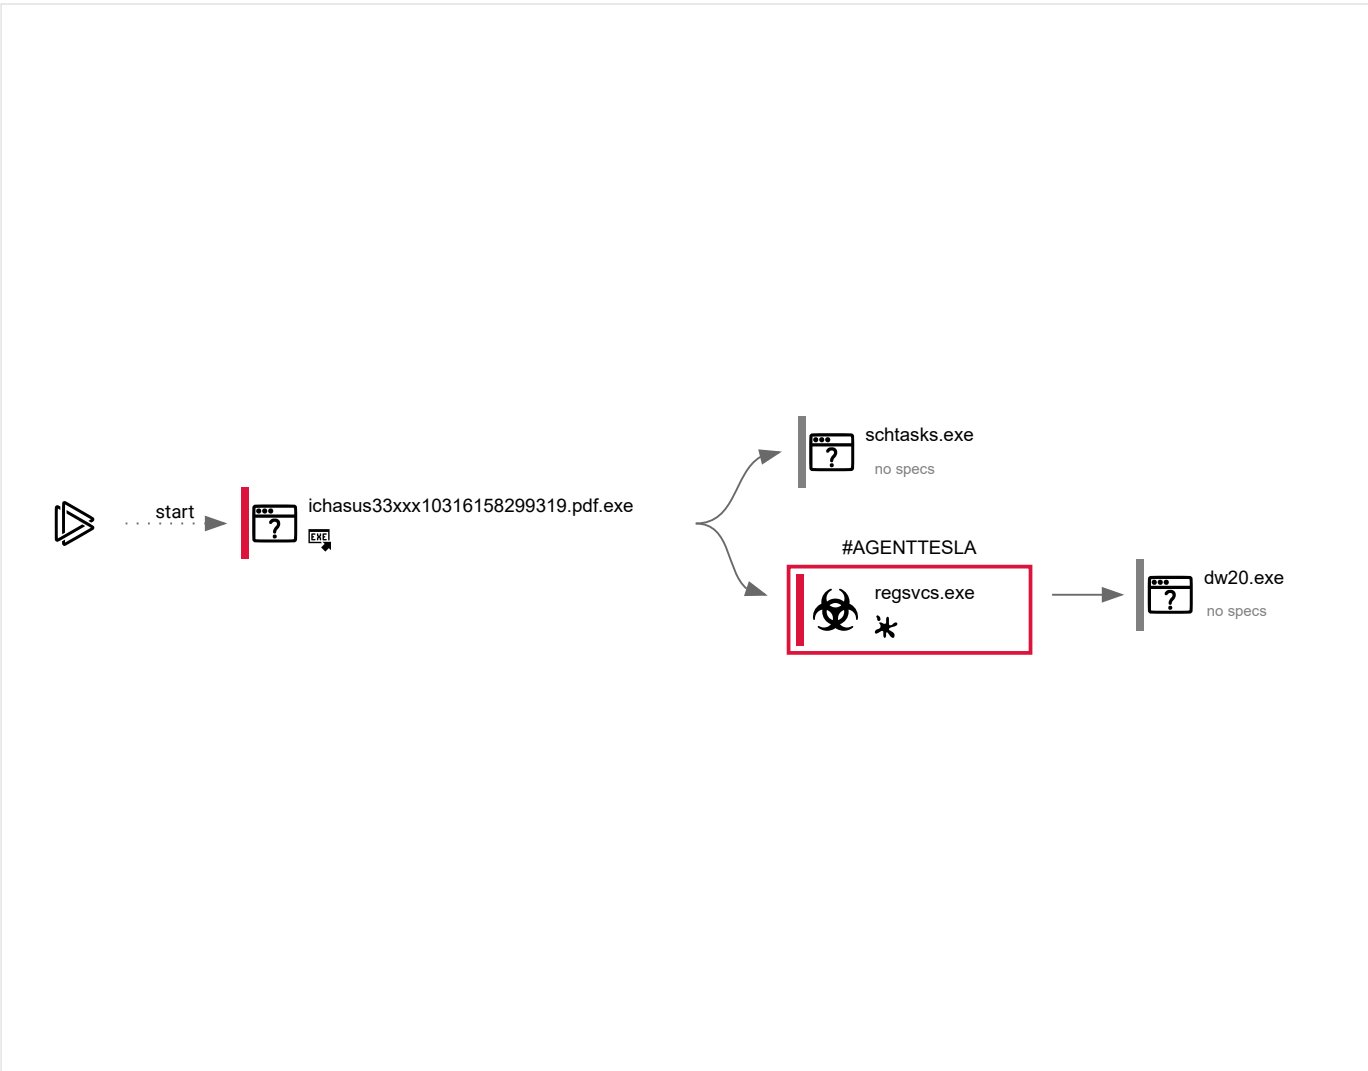 start
ichasus33xxx10316158299319.pdf.exe
EXE
schtasks.exe
no specs
#AGENTTESLA
regsvcs.exe
dw20.exe
no specs